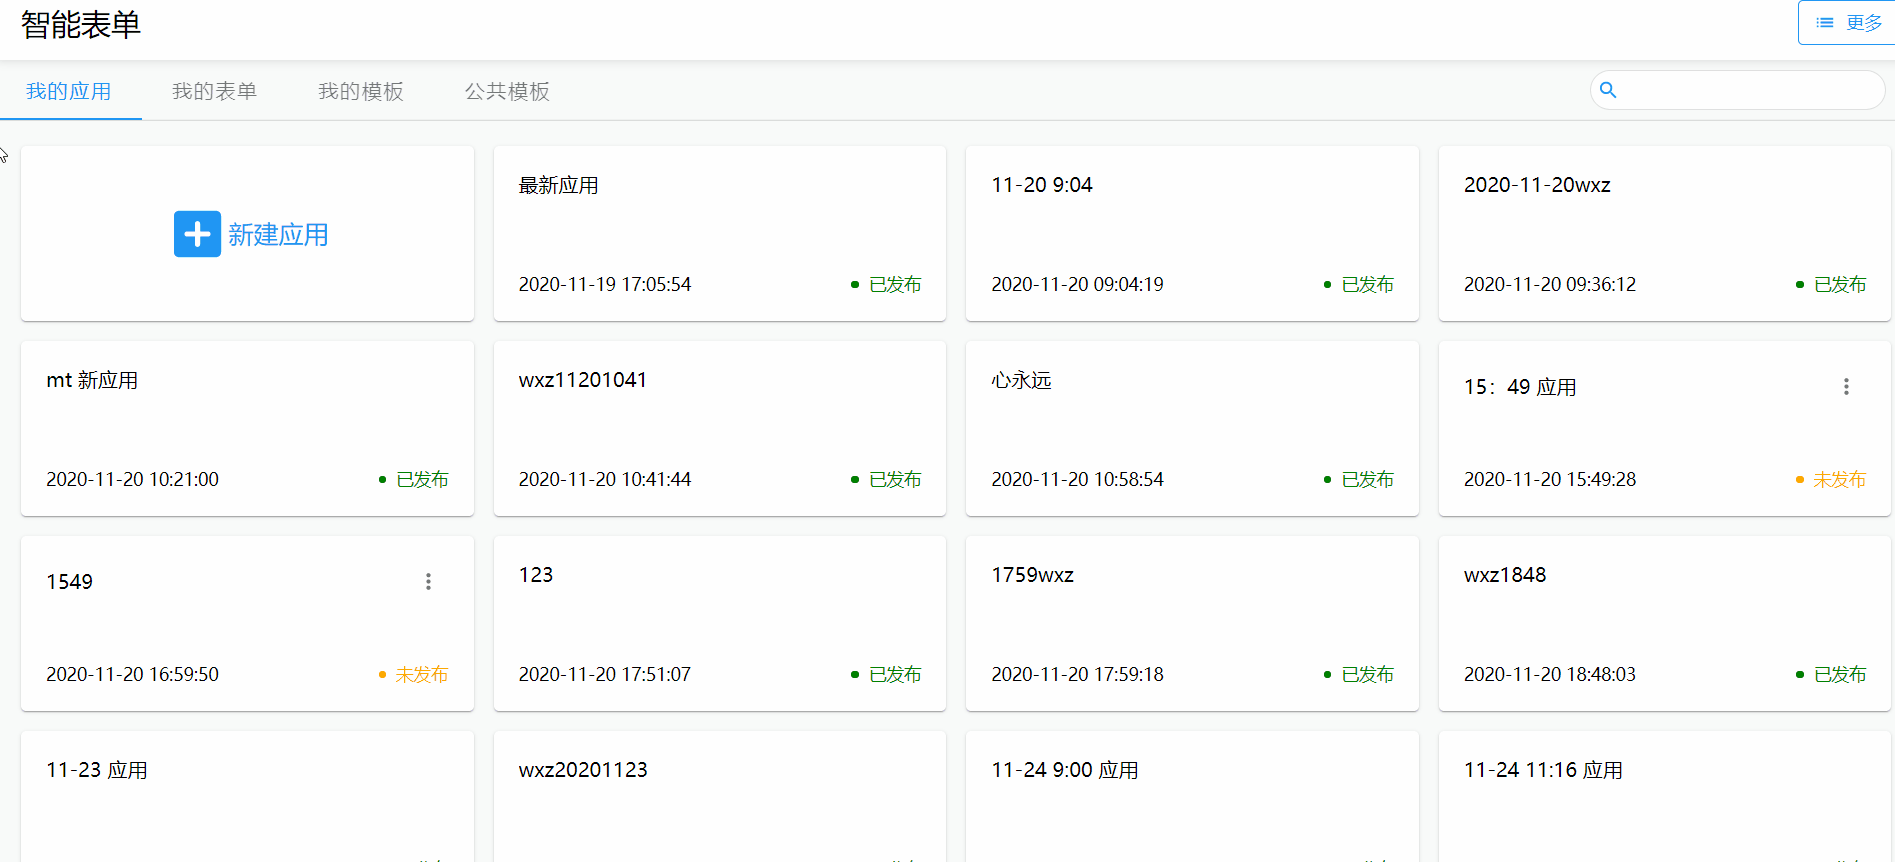 智能表单
更多
我的应用 我的表单 我的模板 公共模板
新建应用
最新应用
2020-11-19 17:05:54 已发布
11-20 9:04
2020-11-20 09:04:19 已发布
2020-11-20wxz
2020-11-20 09:36:12 已发布
mt 新应用
2020-11-20 10:21:00 已发布
wxz11201041
2020-11-20 10:41:44 已发布
心永远
2020-11-20 10:58:54 已发布
15：49 应用
2020-11-20 15:49:28 未发布
1549
2020-11-20 16:59:50 未发布
123
2020-11-20 17:51:07 已发布
1759wxz
2020-11-20 17:59:18 已发布
wxz1848
2020-11-20 18:48:03 已发布
11-23 应用
wxz20201123
11-24 9:00 应用
11-24 11:16 应用